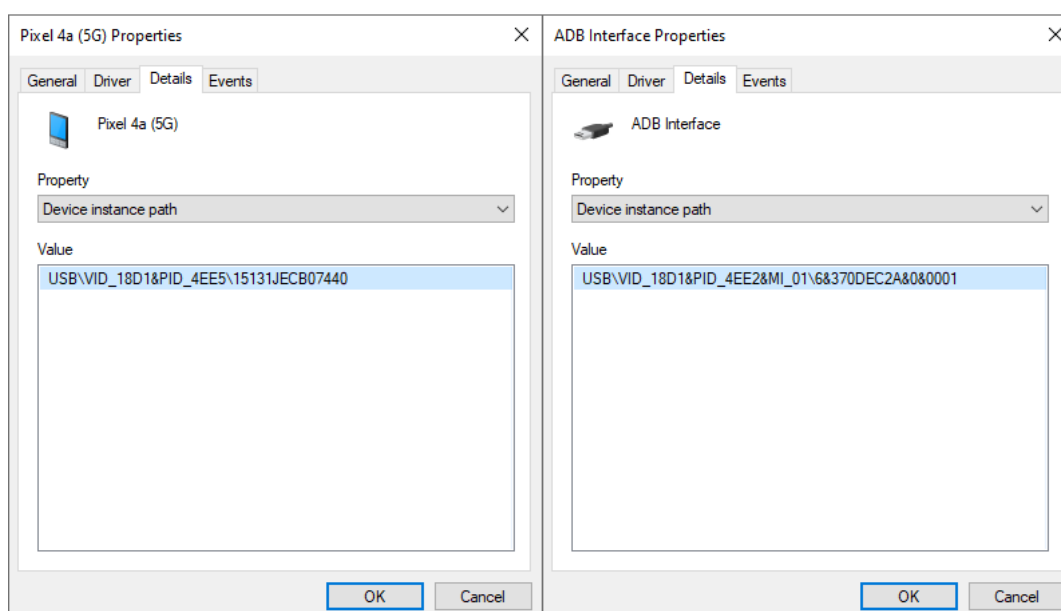 Pixel 4a (5G) Properties
General Driver Details Events
Pixel 4a (5G)
Property
Device instance path
Value
USB\VID_18D1&PID_4EE5\15131JECB07440
OK Cancel
ADB Interface Properties
General Driver Details Events
ADB Interface
Property
Device instance path
Value
USB\VID_18D1&PID_4EE2&MI_01\6&370DEC2A&0&0001
OK Cancel